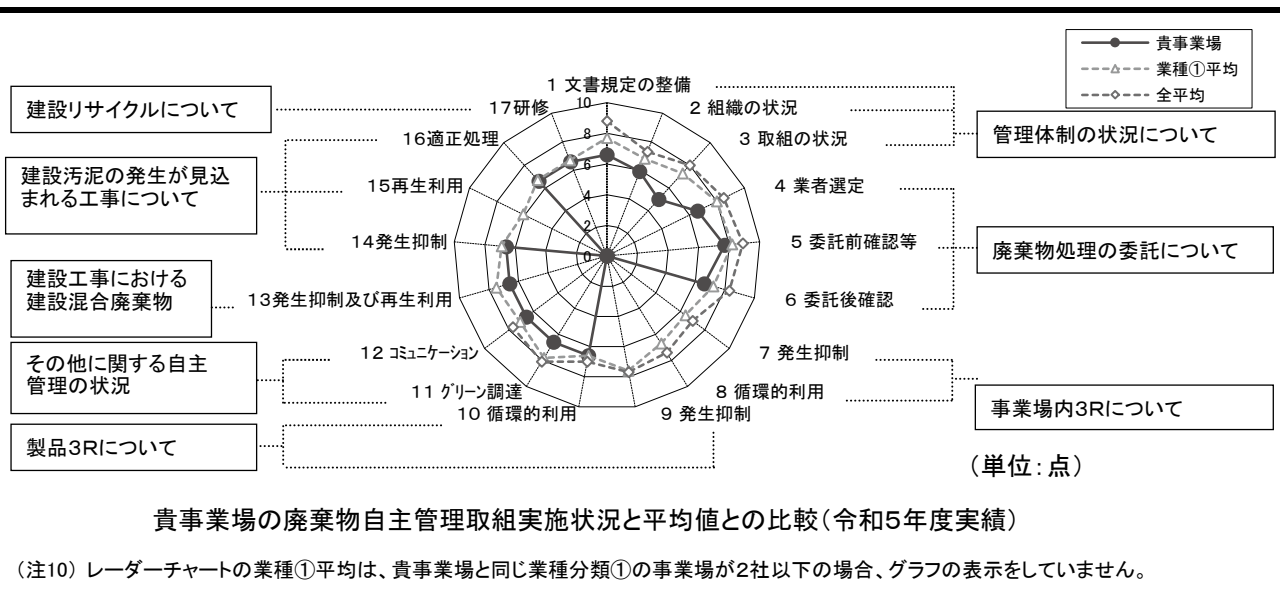 貴事業場
業種①平均
全平均
1 文書規定の整備
2 組織の状況
3 取組の状況
4 業者選定
5 委託前確認等
6 委託後確認
7 発生抑制
8 循環的利用
9 発生抑制
10 循環的利用
11 グリーン調達
12 コミュニケーション
13発生抑制及び再生利用
14発生抑制
15再生利用
16適正処理
17研修
10
8
6
4
2
0
建設リサイクルについて
建設汚泥の発生が見込
まれる工事について
建設工事における
建設混合廃棄物
その他に関する自主
管理の状況
製品3Rについて
管理体制の状況について
廃棄物処理の委託について
事業場内3Rについて
（単位：点）
貴事業場の廃棄物自主管理取組実施状況と平均値との比較（令和5年度実績）
（注10） レーダーチャートの業種①平均は、貴事業場と同じ業種分類①の事業場が2社以下の場合、グラフの表示をしていません。